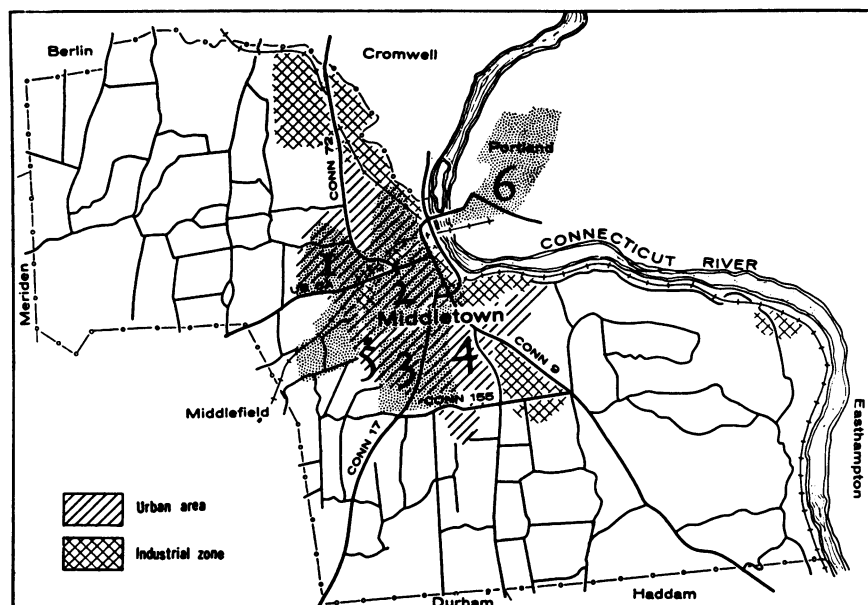 Berlin
Cromwell
CONN 72
Portland
6
CONNECTICUT RIVER
1
Meriden
2
Middletown
5
3
4
CONN 9
CONN 155
Middlefield
CONN 17
Easthampton
Urban area
Industrial zone
Durham
Haddam